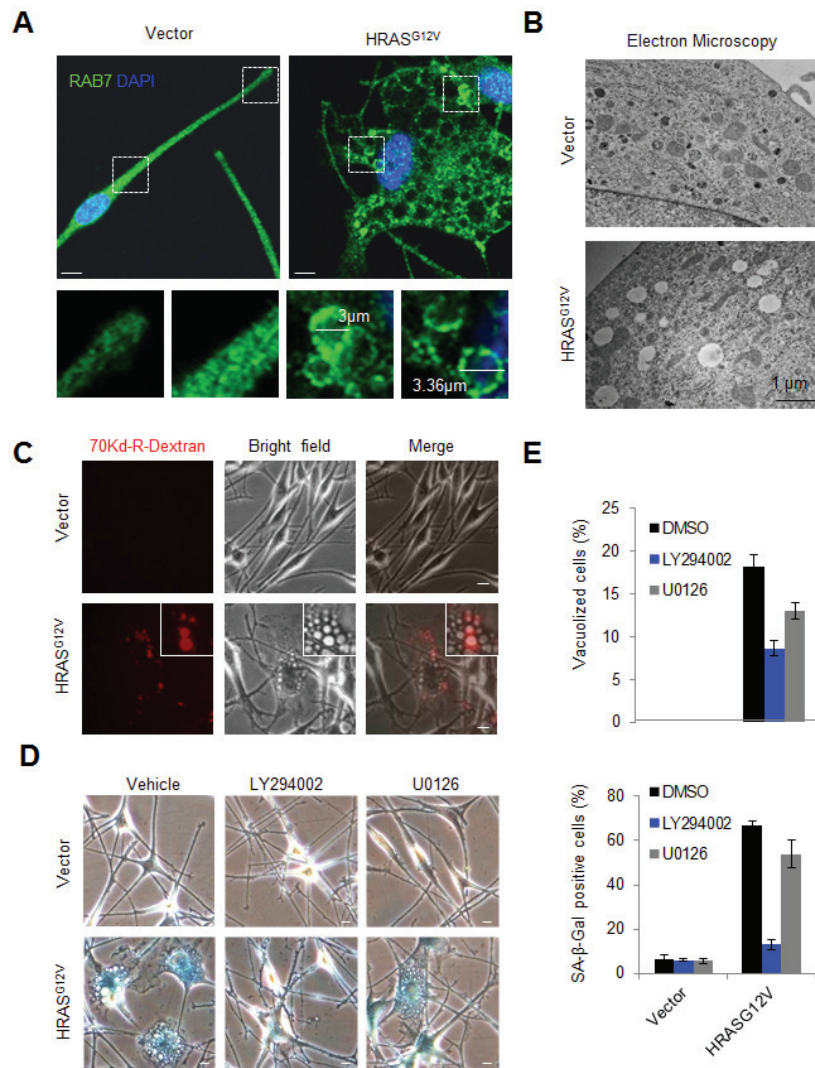 A
Vector
HRASG12V
RAB7 DAPI
3µm
3.36µm
B
Electron Microscopy
Vector
HRASG12V
1 µm
C
70Kd-R-Dextran
Bright field
Merge
Vector
HRASG12V
D
Vehicle
LY294002
U0126
Vector
HRASG12V
E
Vacuolized cells (%)
25
20
15
10
5
0
DMSO
LY294002
U0126
SA-β-Gal positive cells (%)
80
60
40
20
0
DMSO
LY294002
U0126
Vector
HRASG12V